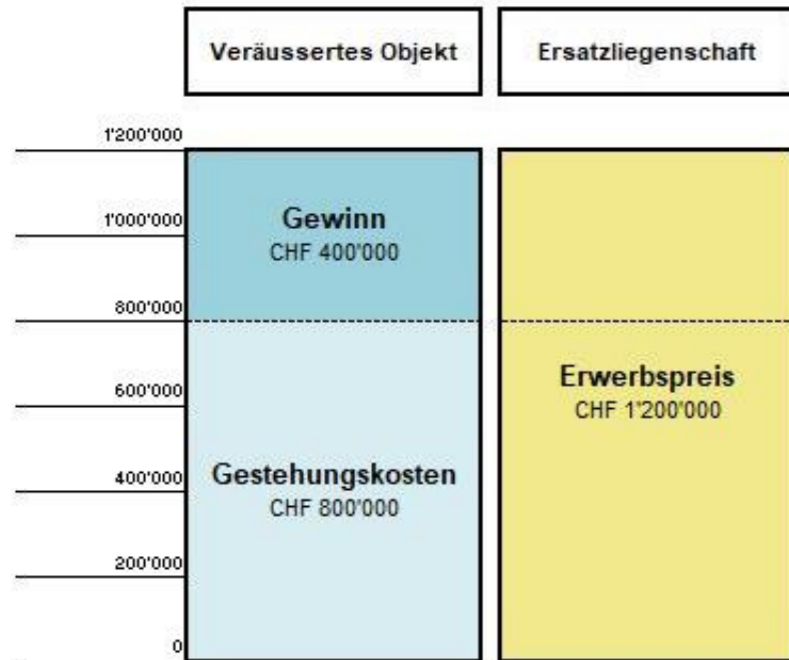 Veräussertes Objekt
Ersatzliegenschaft
1'200'000
1'000'000
800'000
600'000
400'000
200'000
0
Gewinn
CHF 400'000
Gestehungskosten
CHF 800'000
Erwerbspreis
CHF 1'200'000